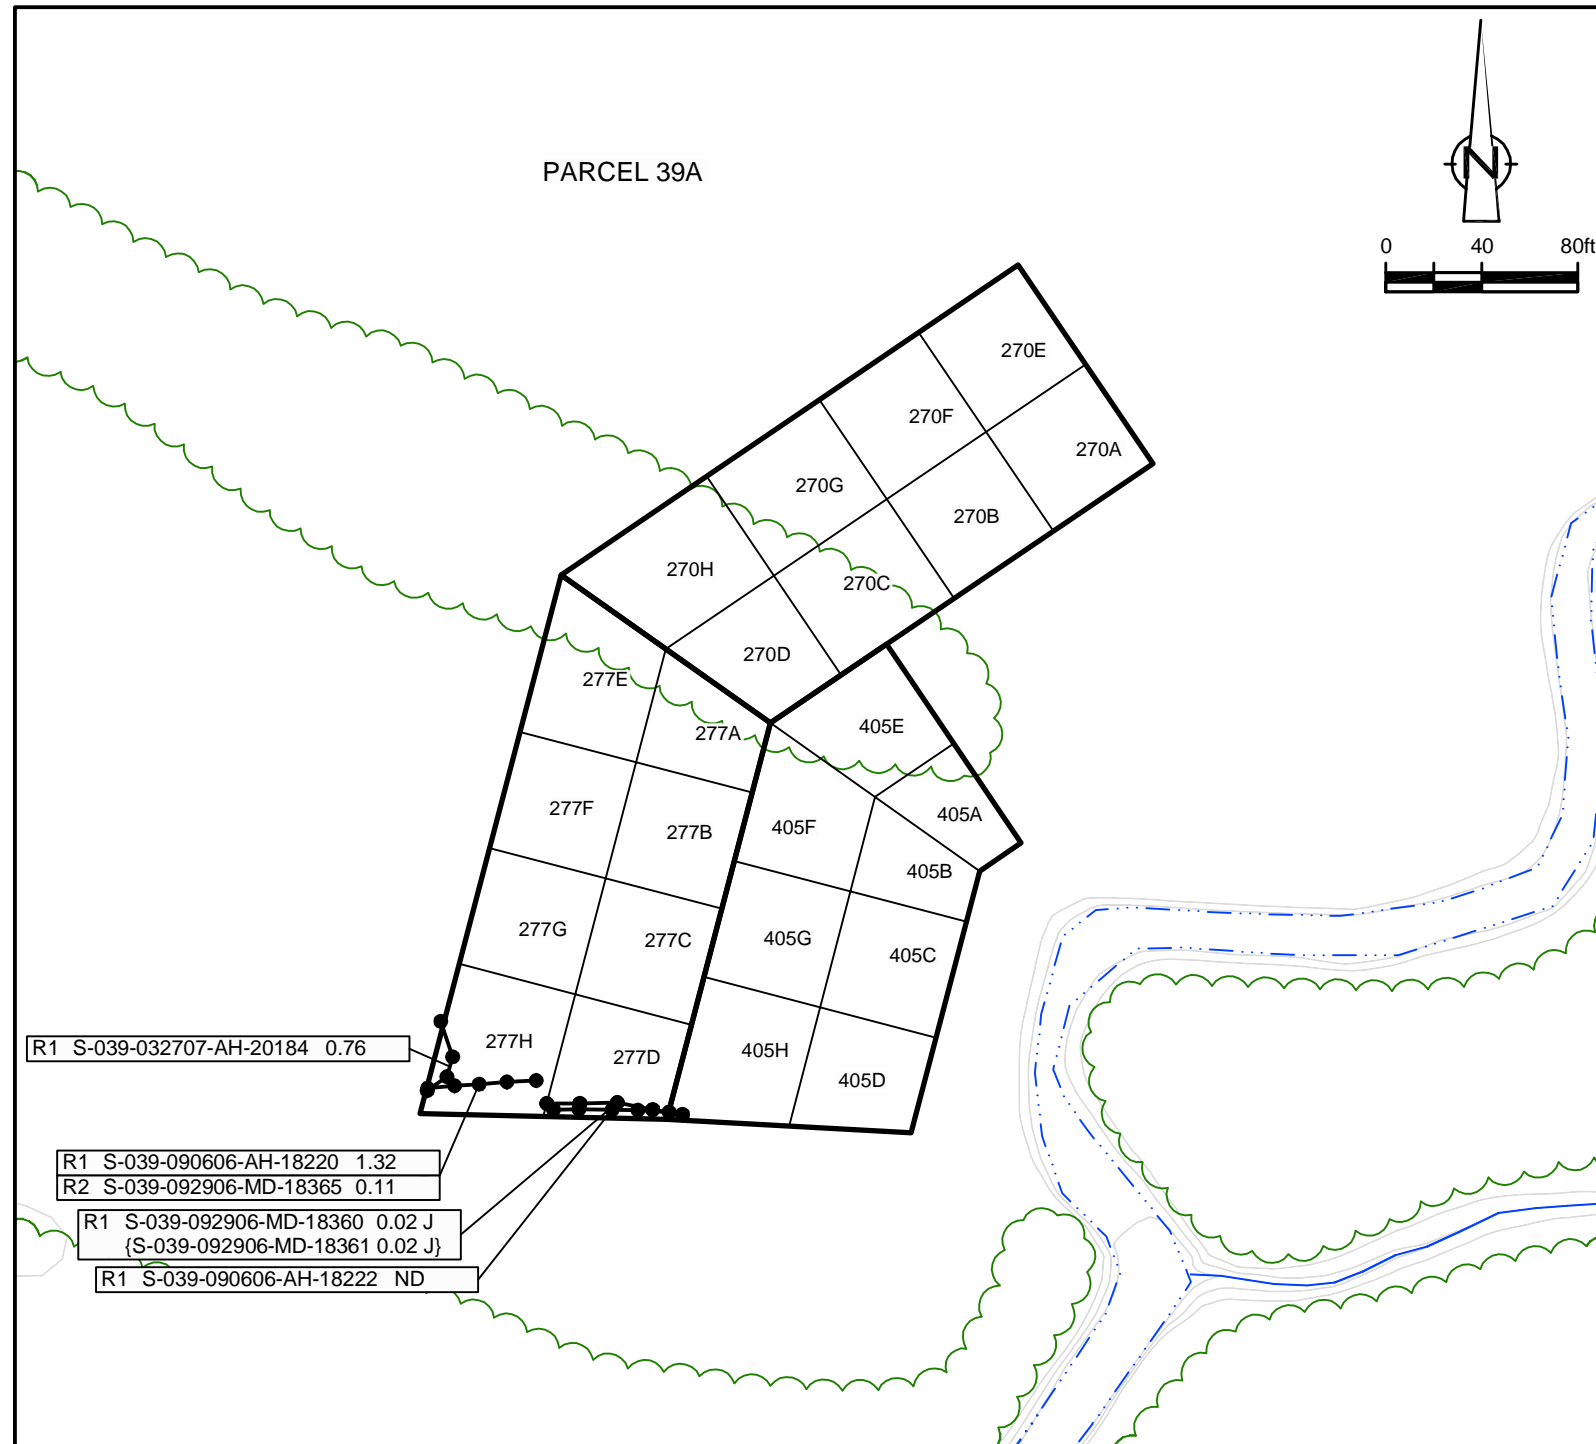 PARCEL 39A
N
0 40 80ft
270E
270F
270A
270G
270B
270H
270C
270D
277E
405E
277A
277F
405A
405F
277B
405B
277G
277C
405G
405C
277H
277D
405H
405D
R1 S-039-032707-AH-20184 0.76
R1 S-039-090606-AH-18220 1.32
R2 S-039-092906-MD-18365 0.11
R1 S-039-092906-MD-18360 0.02 J
{S-039-092906-MD-18361 0.02 J}
R1 S-039-090606-AH-18222 ND